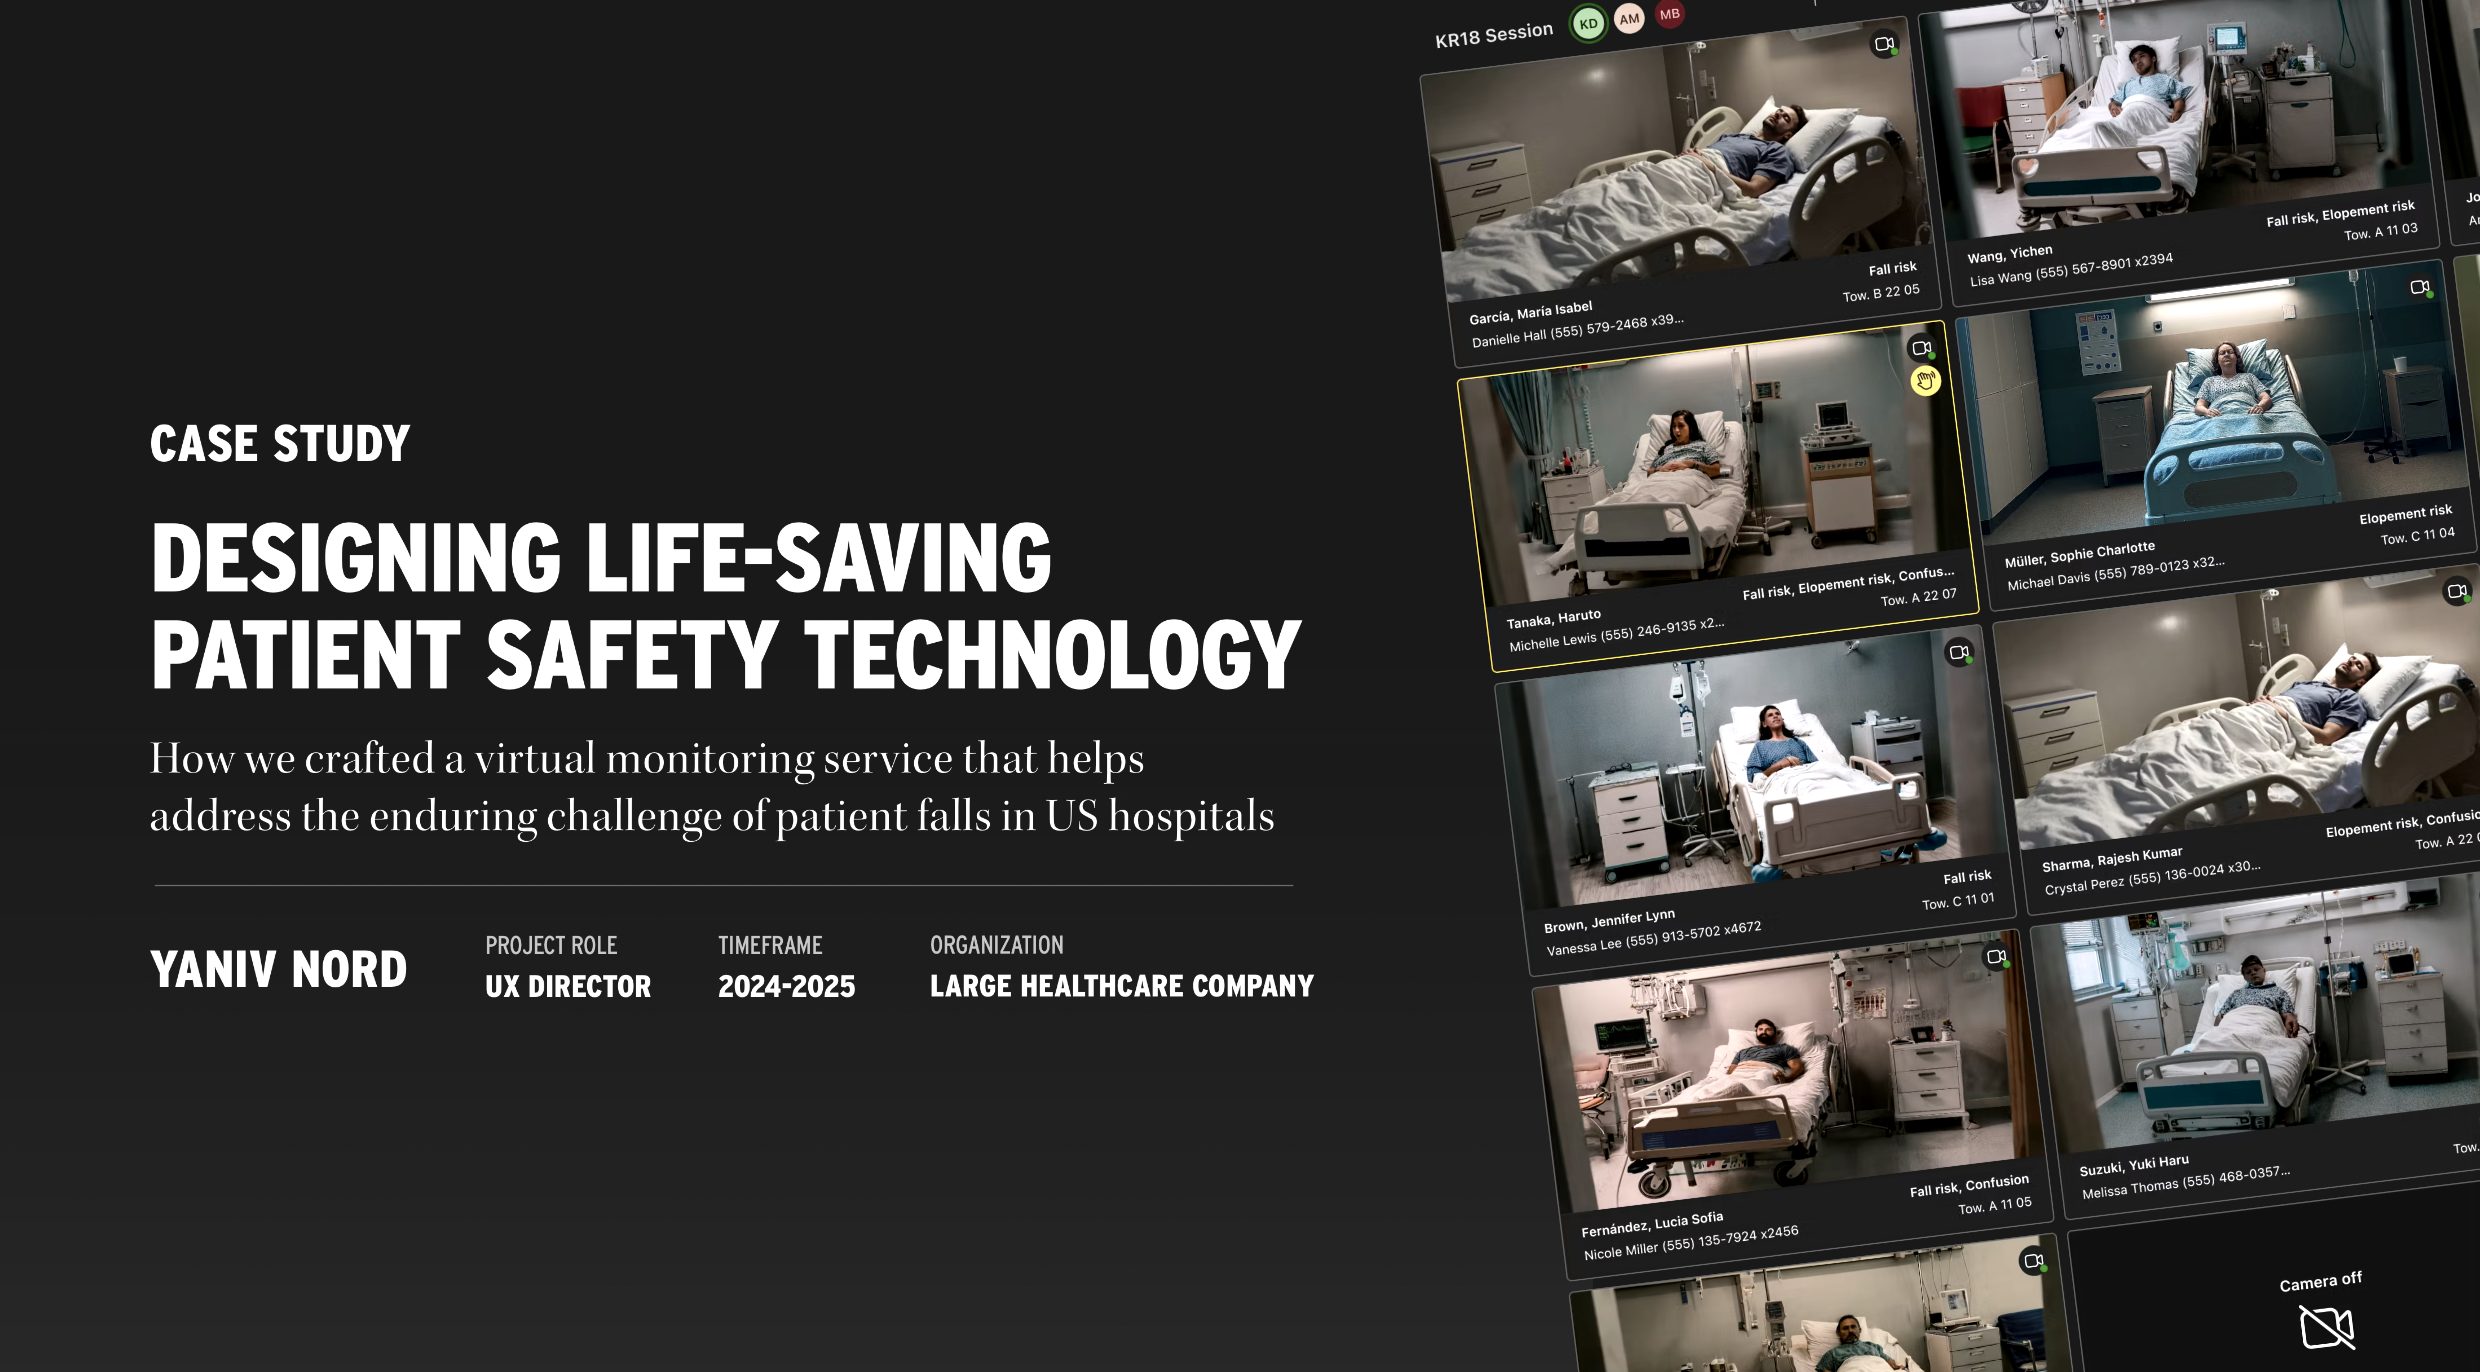 CASE STUDY
DESIGNING LIFE-SAVING
PATIENT SAFETY TECHNOLOGY
How we crafted a virtual monitoring service that helps
address the enduring challenge of patient falls in US hospitals
YANIV NORD
PROJECT ROLE
UX DIRECTOR
TIMEFRAME
2024-2025
ORGANIZATION
LARGE HEALTHCARE COMPANY
KR18 Session
KD
AM
MB
Fall risk
García, María Isabel
Tow. B 22 05
Danielle Hall (555) 579-2468 x39...
Fall risk, Elopement risk
Wang, Yichen
Tow. A 11 03
Lisa Wang (555) 567-8901 x2394
Jo
Fall risk, Elopement risk, Confus...
Tanaka, Haruto
Tow. A 22 07
Michelle Lewis (555) 246-9135 x2...
Elopement risk
Müller, Sophie Charlotte
Tow. C 11 04
Michael Davis (555) 789-0123 x32...
Fall risk
Brown, Jennifer Lynn
Tow. C 11 01
Vanessa Lee (555) 913-5702 x4672
Elopement risk, Confusio
Sharma, Rajesh Kumar
Tow. A 22
Crystal Perez (555) 136-0024 x30...
Fall risk, Confusion
Fernández, Lucia Sofia
Tow. A 11 05
Nicole Miller (555) 135-7924 x2456
Suzuki, Yuki Haru
Tow.
Melissa Thomas (555) 468-0357...
Camera off